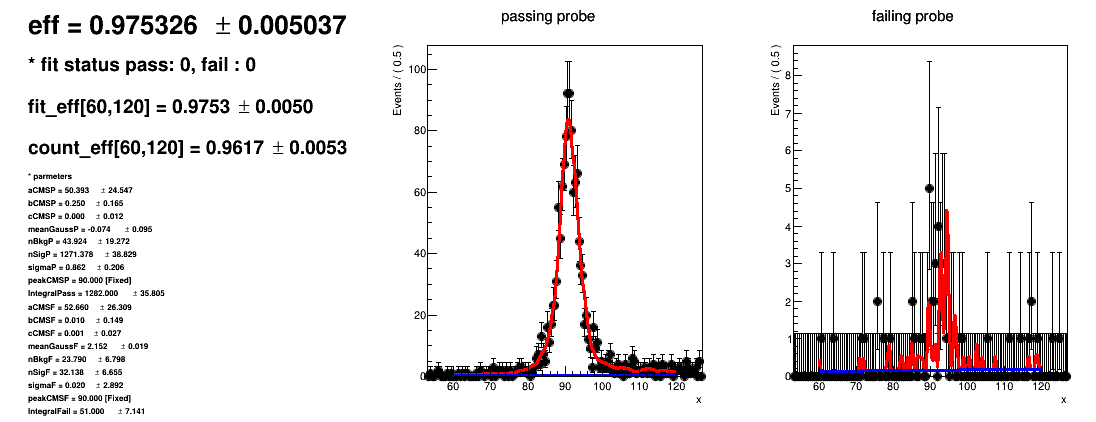 eff = 0.975326 ± 0.005037
* fit status pass: 0, fail : 0
fit_eff[60,120] = 0.9753 ± 0.0050
count_eff[60,120] = 0.9617 ± 0.0053
* parmeters
aCMSP = 50.393 ± 24.547
bCMSP = 0.250 ± 0.165
cCMSP = 0.000 ± 0.012
meanGaussP = -0.074 ± 0.095
nBkgP = 43.924 ± 19.272
nSigP = 1271.378 ± 36.829
sigmaP = 0.862 ± 0.206
peakCMSP = 90.000 [Fixed]
IntegralPass = 1282.000 ± 35.805
aCMSF = 52.660 ± 26.309
bCMSF = 0.010 ± 0.149
cCMSF = 0.001 ± 0.027
meanGaussF = 2.152 ± 0.019
nBkgF = 23.790 ± 6.798
nSigF = 32.138 ± 6.655
sigmaF = 0.020 ± 2.892
peakCMSF = 90.000 [Fixed]
IntegralFail = 51.000 ± 7.141
passing probe
Events / ( 0.5 )
100
80
60
40
20
0
60 70 80 90 100 110 120
x
failing probe
Events / ( 0.5 )
8
7
6
5
4
3
2
1
0
60 70 80 90 100 110 120
x